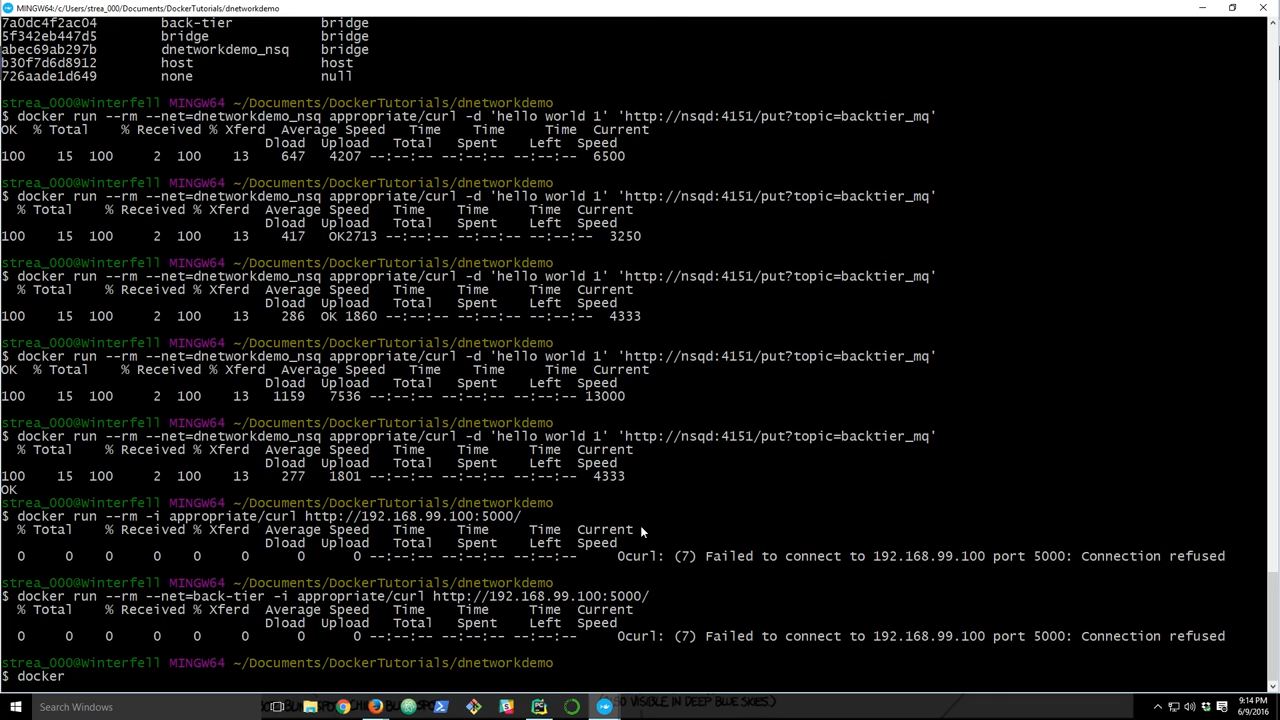 MINGW64:/c/Users/strea_000/Documents/DockerTutorials/dnetworkdemo
7a0dc4f2ac04 back-tier bridge
5f342eb447d5 bridge bridge
abec69ab297b dnetworkdemo_nsq bridge
b30f7d6d8912 host host
726aade1d649 none null
strea_000@Winterfell MINGW64 ~/Documents/DockerTutorials/dnetworkdemo
$ docker run --rm --net=dnetworkdemo_nsq appropriate/curl -d 'hello world 1' 'http://nsqd:4151/put?topic=backtier_mq'
OK % Total % Received % Xferd Average Speed Time Time Time Current
Dload Upload Total Spent Left Speed
100 15 100 2 100 13 647 4207 --:--:-- --:--:-- --:--:-- 6500
strea_000@Winterfell MINGW64 ~/Documents/DockerTutorials/dnetworkdemo
$ docker run --rm --net=dnetworkdemo_nsq appropriate/curl -d 'hello world 1' 'http://nsqd:4151/put?topic=backtier_mq'
% Total % Received % Xferd Average Speed Time Time Time Current
Dload Upload Total Spent Left Speed
100 15 100 2 100 13 417 OK2713 --:--:-- --:--:-- --:--:-- 3250
strea_000@Winterfell MINGW64 ~/Documents/DockerTutorials/dnetworkdemo
$ docker run --rm --net=dnetworkdemo_nsq appropriate/curl -d 'hello world 1' 'http://nsqd:4151/put?topic=backtier_mq'
% Total % Received % Xferd Average Speed Time Time Time Current
Dload Upload Total Spent Left Speed
100 15 100 2 100 13 286 OK 1860 --:--:-- --:--:-- --:--:-- 4333
strea_000@Winterfell MINGW64 ~/Documents/DockerTutorials/dnetworkdemo
$ docker run --rm --net=dnetworkdemo_nsq appropriate/curl -d 'hello world 1' 'http://nsqd:4151/put?topic=backtier_mq'
OK % Total % Received % Xferd Average Speed Time Time Time Current
Dload Upload Total Spent Left Speed
100 15 100 2 100 13 1159 7536 --:--:-- --:--:-- --:--:-- 13000
strea_000@Winterfell MINGW64 ~/Documents/DockerTutorials/dnetworkdemo
$ docker run --rm --net=dnetworkdemo_nsq appropriate/curl -d 'hello world 1' 'http://nsqd:4151/put?topic=backtier_mq'
% Total % Received % Xferd Average Speed Time Time Time Current
Dload Upload Total Spent Left Speed
100 15 100 2 100 13 277 1801 --:--:-- --:--:-- --:--:-- 4333
OK
strea_000@Winterfell MINGW64 ~/Documents/DockerTutorials/dnetworkdemo
$ docker run --rm -i appropriate/curl http://192.168.99.100:5000/
% Total % Received % Xferd Average Speed Time Time Time Current
Dload Upload Total Spent Left Speed
0 0 0 0 0 0 0 0 --:--:-- --:--:-- --:--:-- 0curl: (7) Failed to connect to 192.168.99.100 port 5000: Connection refused
strea_000@Winterfell MINGW64 ~/Documents/DockerTutorials/dnetworkdemo
$ docker run --rm --net=back-tier -i appropriate/curl http://192.168.99.100:5000/
% Total % Received % Xferd Average Speed Time Time Time Current
Dload Upload Total Spent Left Speed
0 0 0 0 0 0 0 0 --:--:-- --:--:-- --:--:-- 0curl: (7) Failed to connect to 192.168.99.100 port 5000: Connection refused
strea_000@Winterfell MINGW64 ~/Documents/DockerTutorials/dnetworkdemo
$ docker
Search Windows
SO VISIBLE IN DEEP BLUE SKIES.)
9:14 PM
6/9/2016